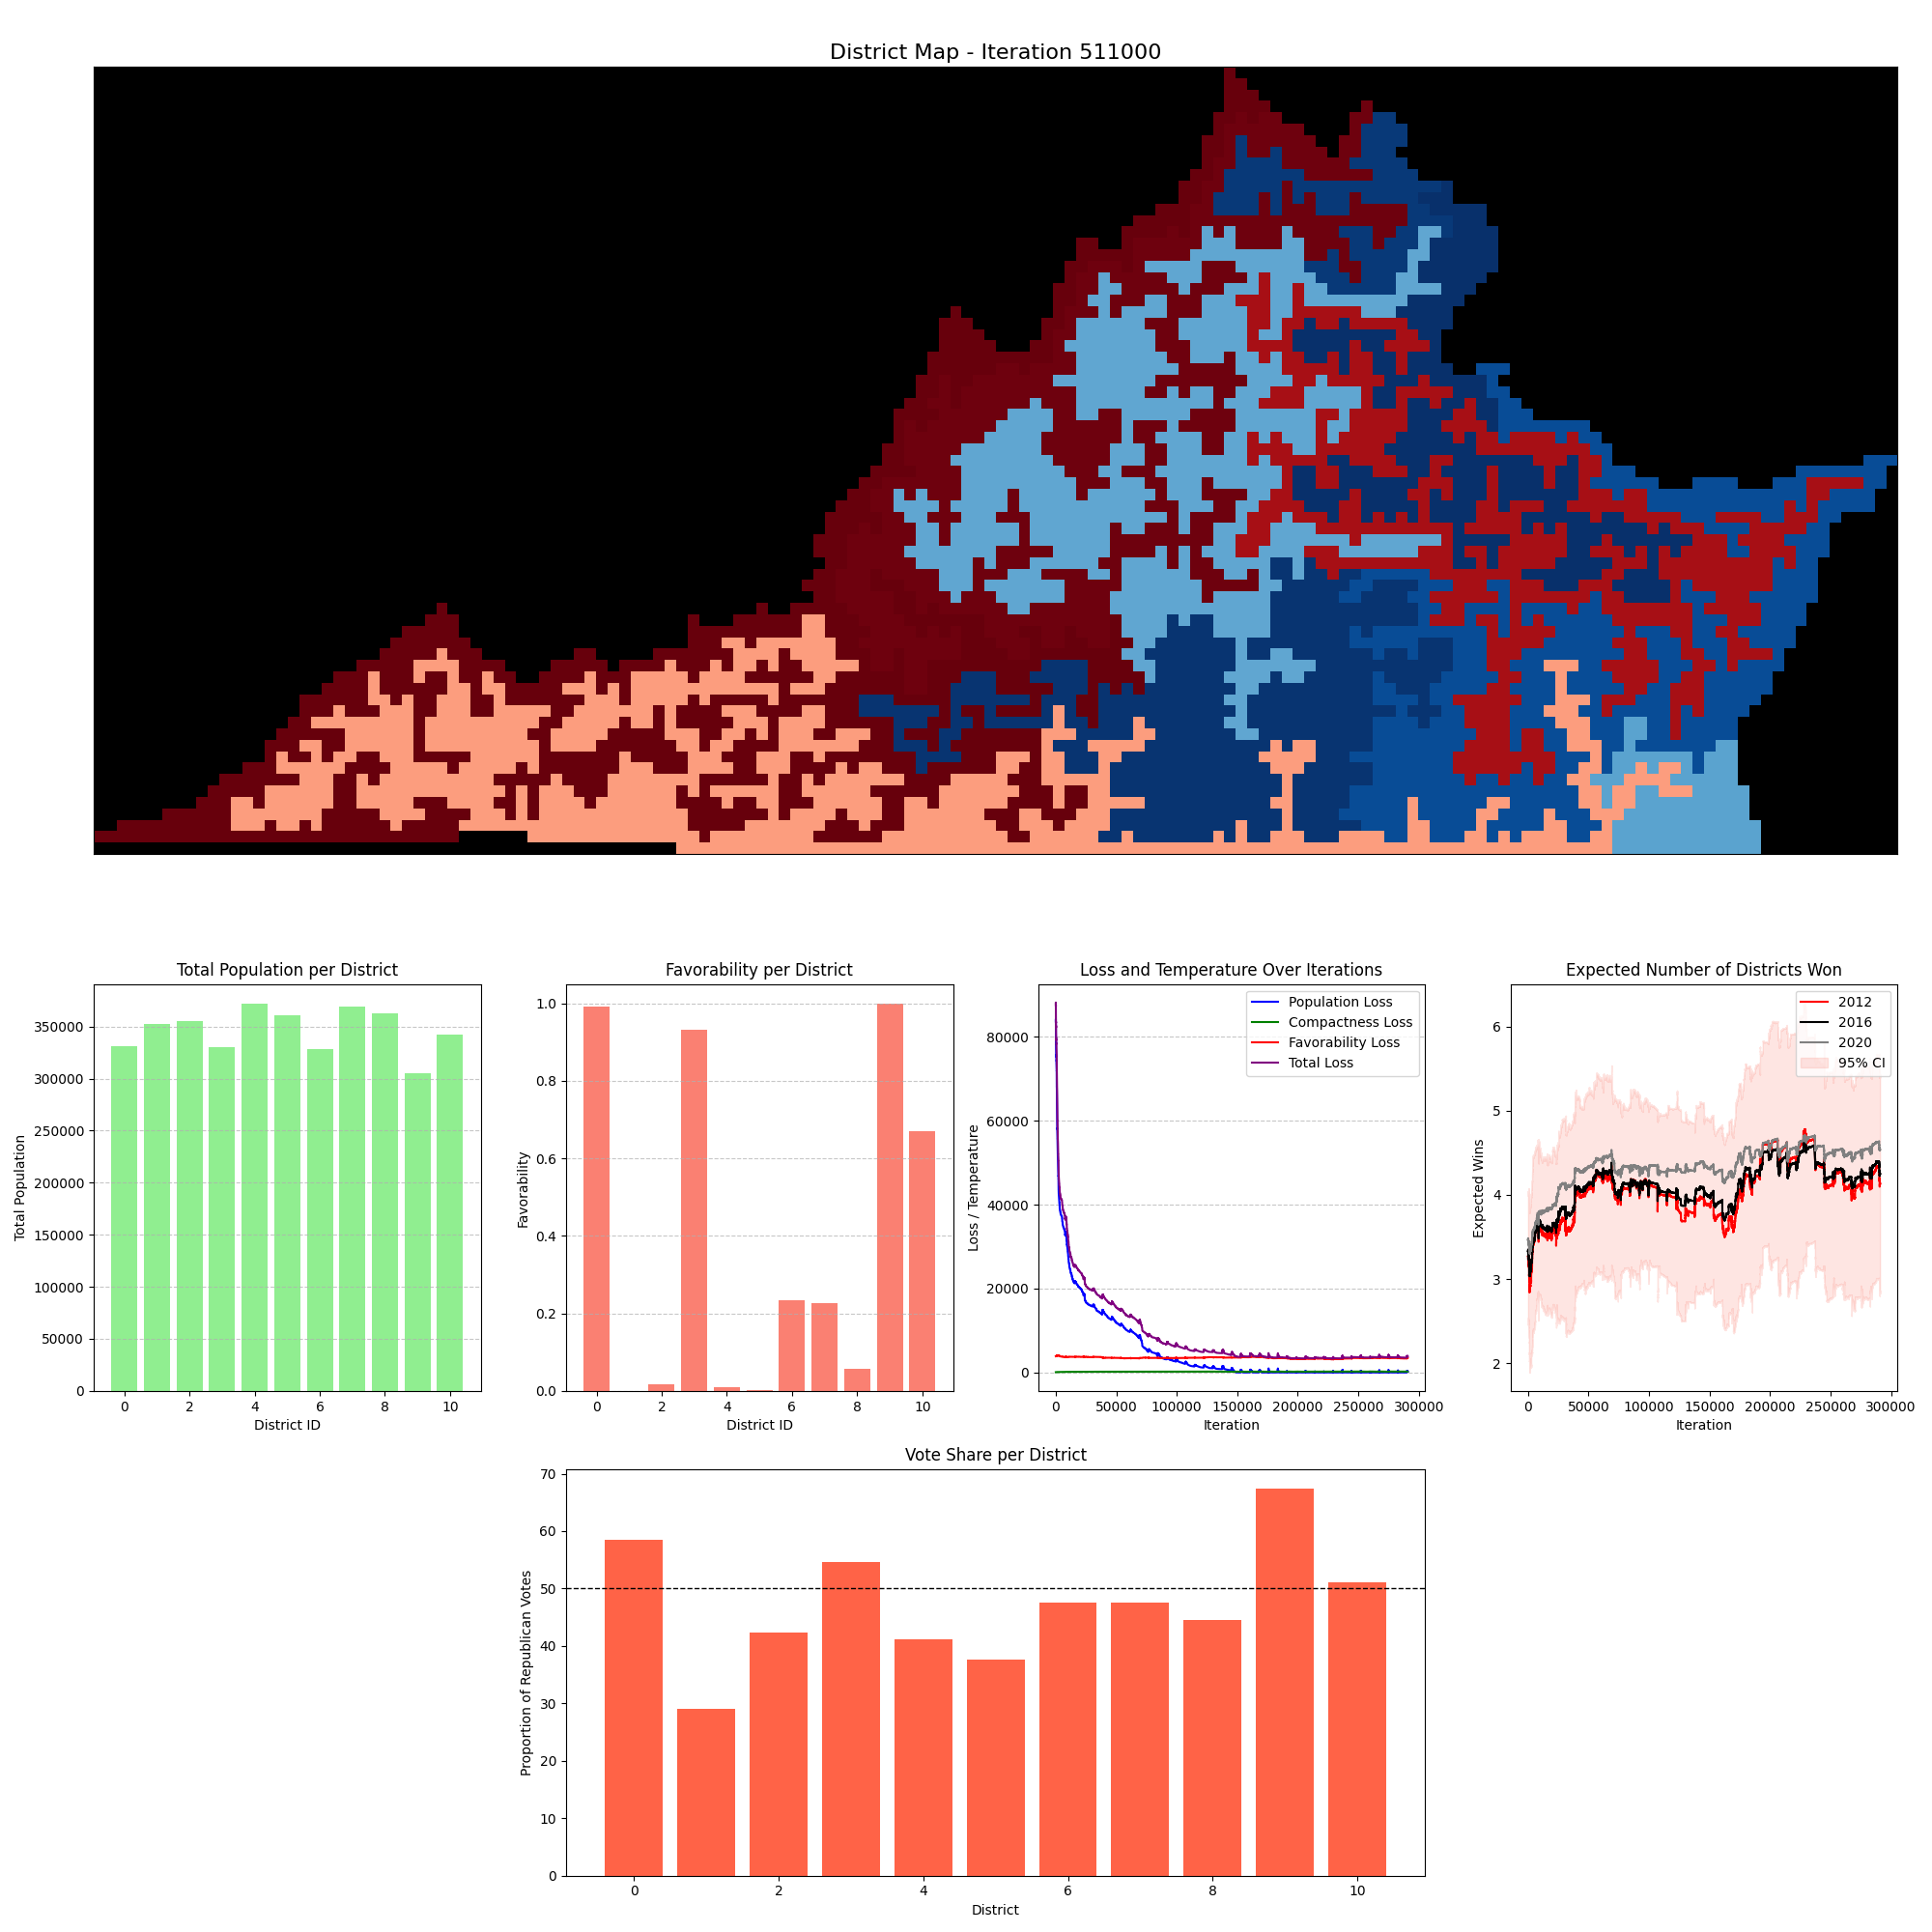 District Map - Iteration 511000
Total Population per District
Total Population
350000
300000
250000
200000
150000
100000
50000
0
0 2 4 6 8 10
District ID
Favorability per District
Favorability
1.0
0.8
0.6
0.4
0.2
0.0
0 2 4 6 8 10
District ID
Loss and Temperature Over Iterations
Loss / Temperature
80000
60000
40000
20000
0
Population Loss
Compactness Loss
Favorability Loss
Total Loss
0 50000 100000 150000 200000 250000 300000
Iteration
Expected Number of Districts Won
Expected Wins
6
5
4
3
2
2012
2016
2020
95% CI
0 50000 100000 150000 200000 250000 300000
Iteration
Vote Share per District
Proportion of Republican Votes
70
60
50
40
30
20
10
0
0 2 4 6 8 10
District